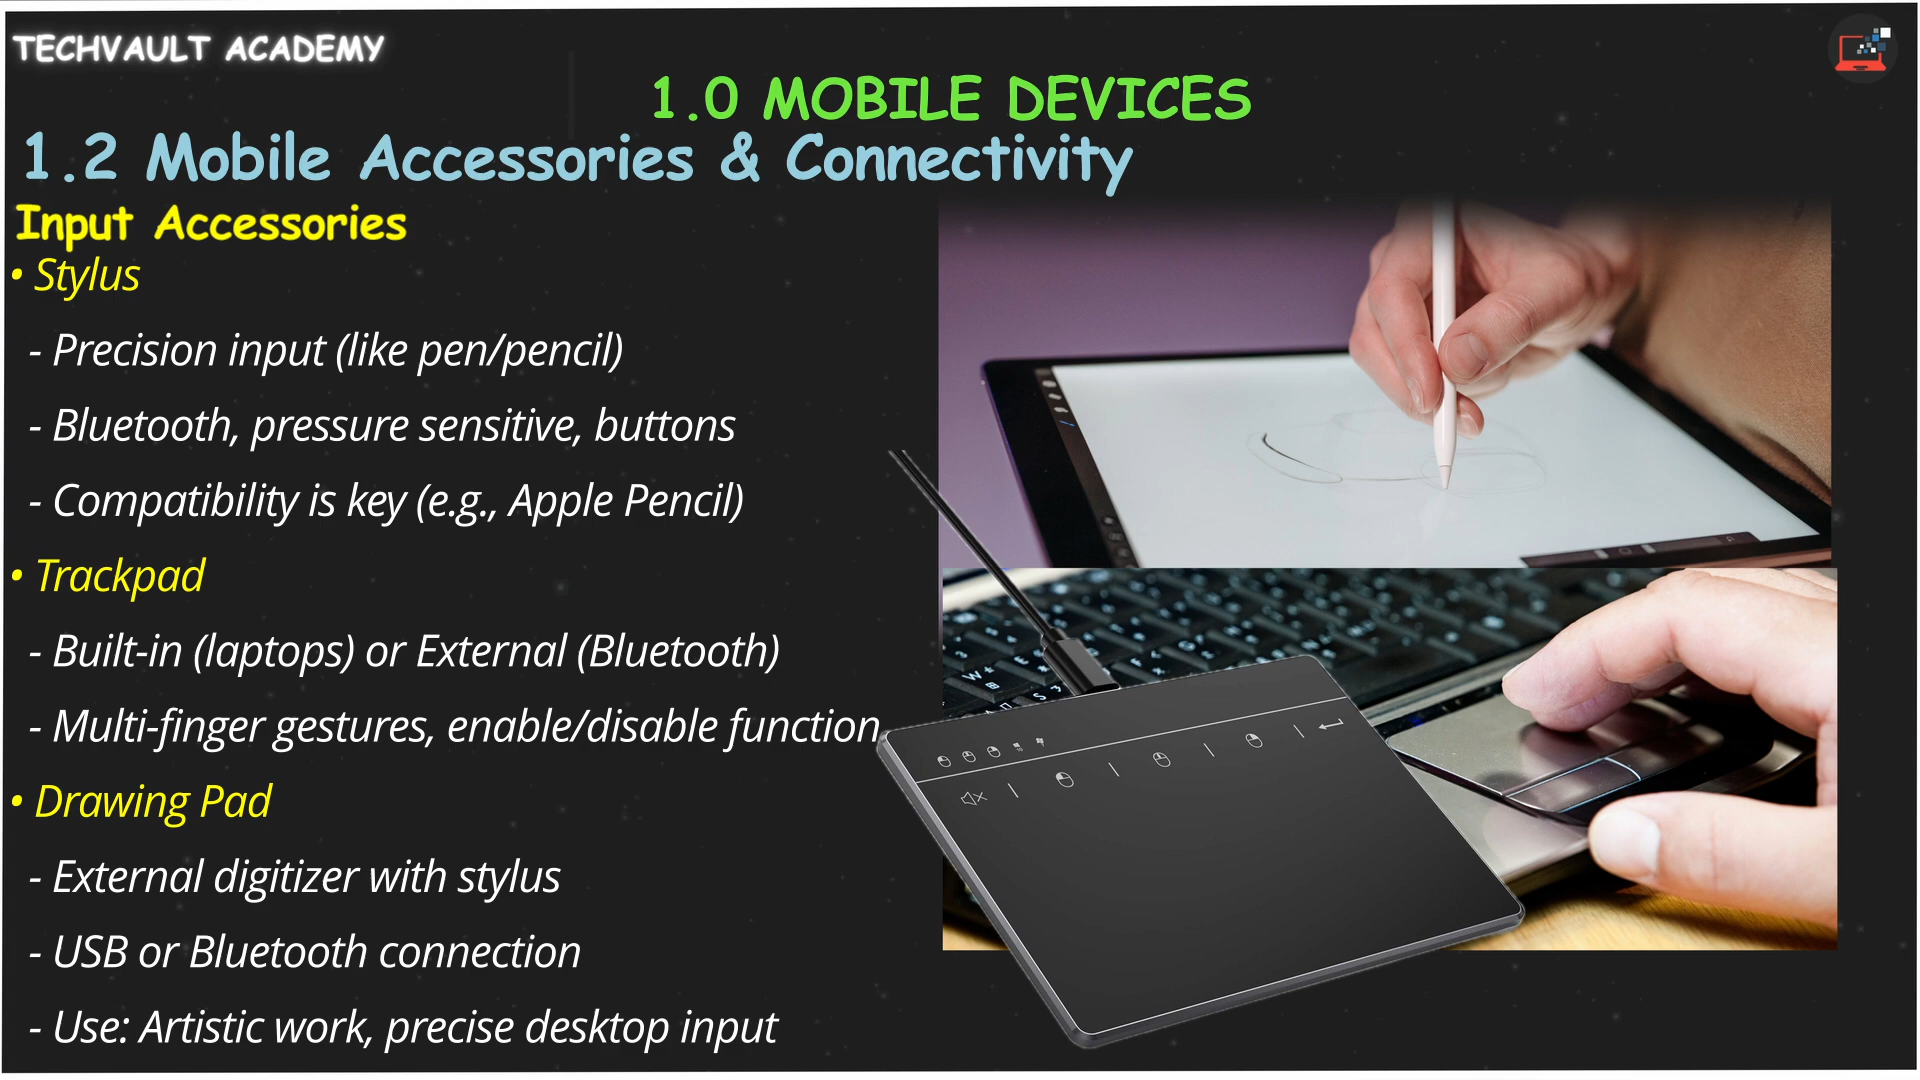 TECHVAULT ACADEMY
1.0 MOBILE DEVICES
1.2 Mobile Accessories & Connectivity
Input Accessories
• Stylus
- Precision input (like pen/pencil)
- Bluetooth, pressure sensitive, buttons
- Compatibility is key (e.g., Apple Pencil)
• Trackpad
- Built-in (laptops) or External (Bluetooth)
- Multi-finger gestures, enable/disable function
• Drawing Pad
- External digitizer with stylus
- USB or Bluetooth connection
- Use: Artistic work, precise desktop input